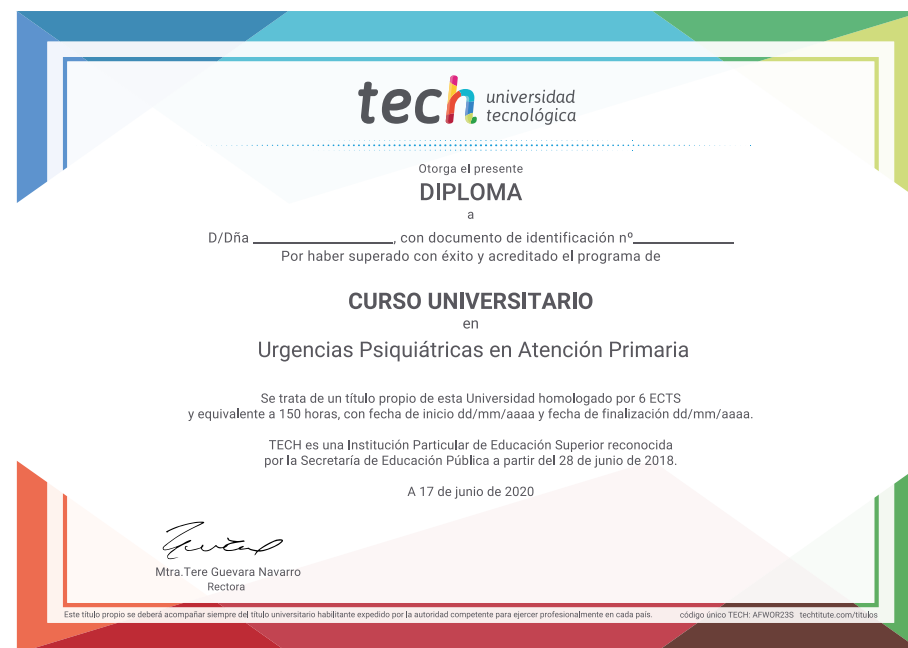 tech universidad
tecnológica
Otorga el presente
DIPLOMA
a
D/Dña ____________________, con documento de identificación nº______________
Por haber superado con éxito y acreditado el programa de
CURSO UNIVERSITARIO
en
Urgencias Psiquiátricas en Atención Primaria
Se trata de un título propio de esta Universidad homologado por 6 ECTS
y equivalente a 150 horas, con fecha de inicio dd/mm/aaaa y fecha de finalización dd/mm/aaaa.
TECH es una Institución Particular de Educación Superior reconocida
por la Secretaría de Educación Pública a partir del 28 de junio de 2018.
A 17 de junio de 2020
Mtra.Tere Guevara Navarro
Rectora
Este título propio se deberá acompañar siempre del título universitario habilitante expedido por la autoridad competente para ejercer profesionalmente en cada país. código único TECH: AFWOR23S techtitute.com/titulos